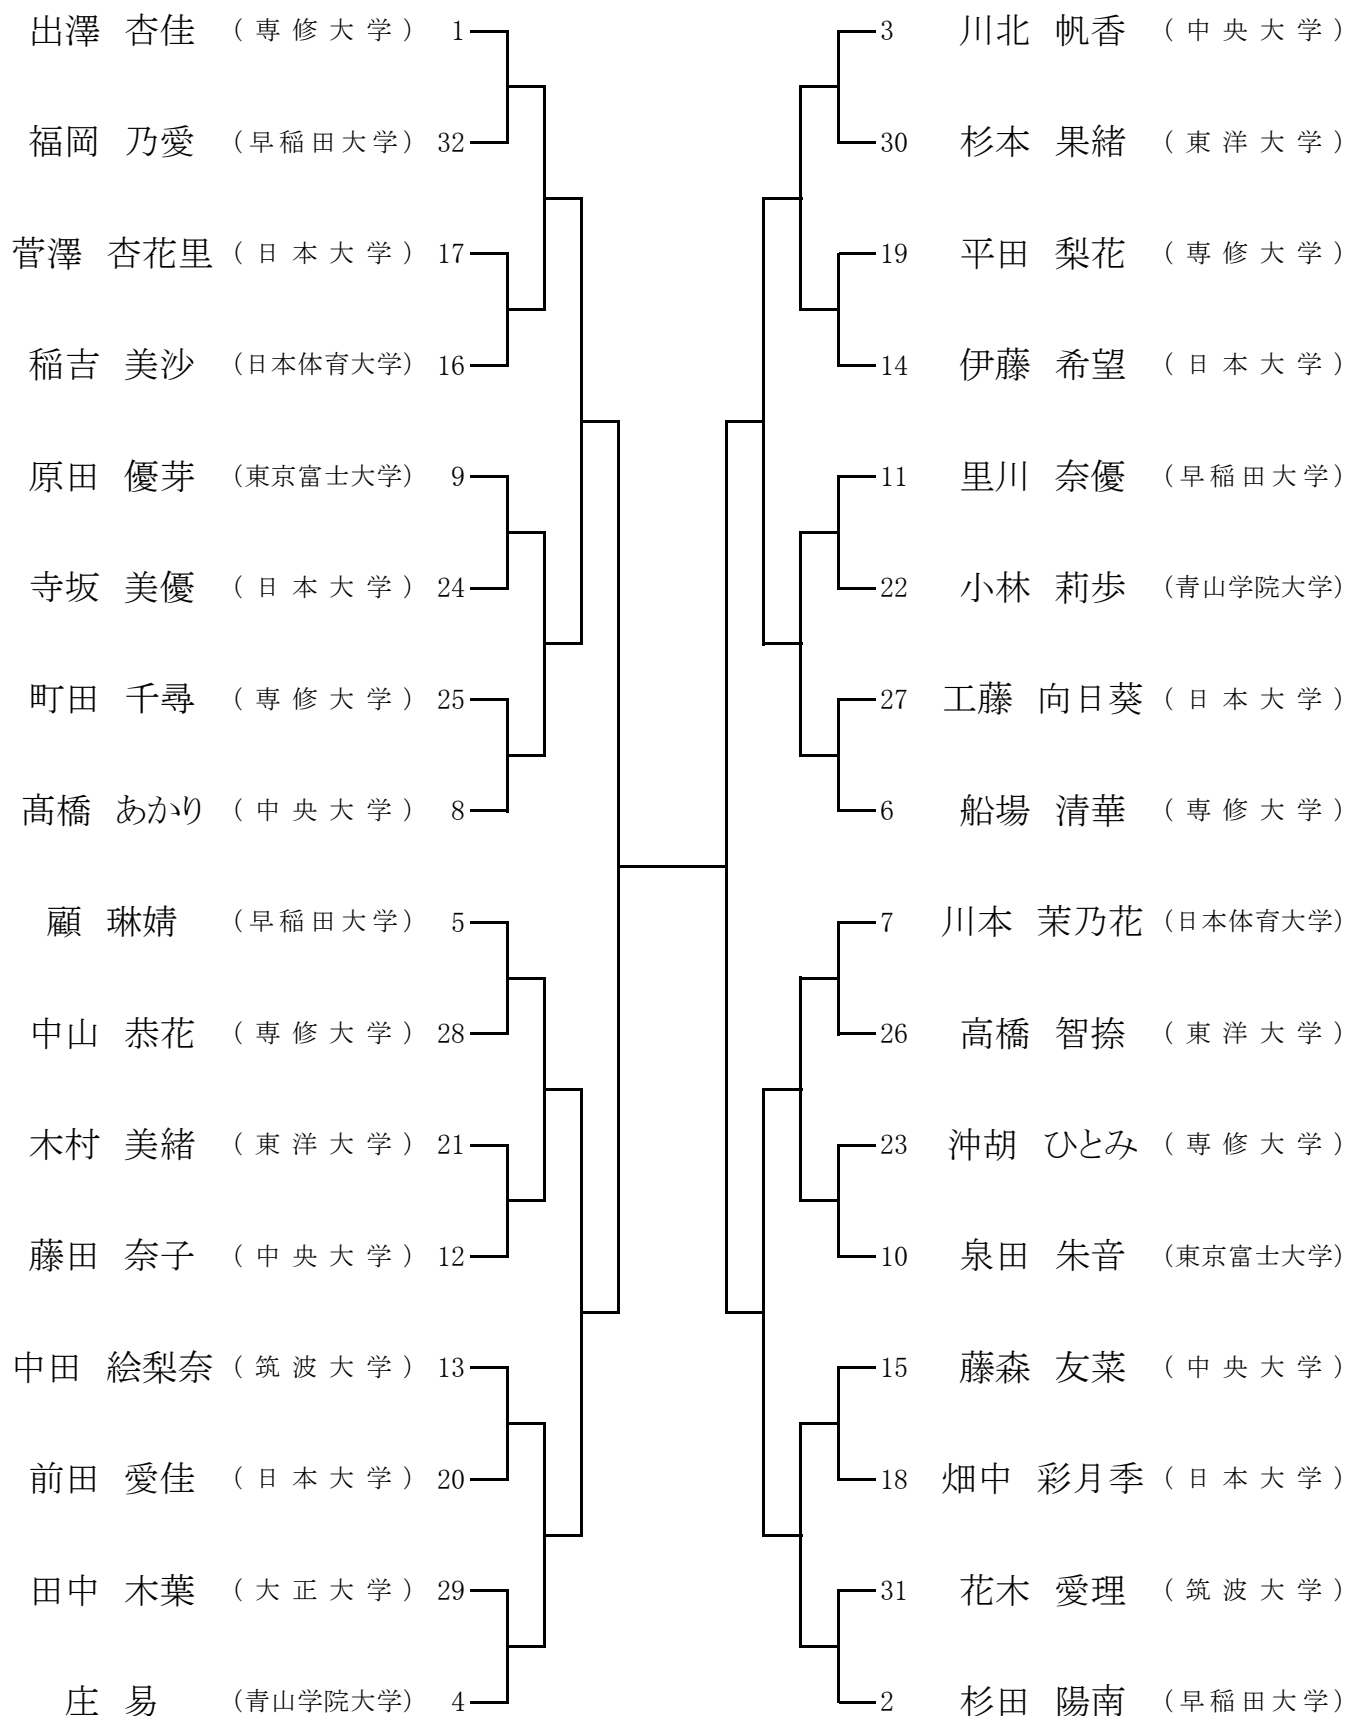 出澤 杏佳 (専修大学) 1
福岡 乃愛 (早稲田大学) 32
菅澤 杏花里 (日本大学) 17
稲吉 美沙 (日本体育大学) 16
原田 優芽 (東京富士大学) 9
寺坂 美優 (日本大学) 24
町田 千尋 (専修大学) 25
髙橋 あかり (中央大学) 8
顧 琳婧 (早稲田大学) 5
中山 恭花 (専修大学) 28
木村 美緒 (東洋大学) 21
藤田 奈子 (中央大学) 12
中田 絵梨奈 (筑波大学) 13
前田 愛佳 (日本大学) 20
田中 木葉 (大正大学) 29
庄 易 (青山学院大学) 4
3 川北 帆香 (中央大学)
30 杉本 果緒 (東洋大学)
19 平田 梨花 (専修大学)
14 伊藤 希望 (日本大学)
11 里川 奈優 (早稲田大学)
22 小林 莉歩 (青山学院大学)
27 工藤 向日葵 (日本大学)
6 船場 清華 (専修大学)
7 川本 茉乃花 (日本体育大学)
26 高橋 智捺 (東洋大学)
23 沖胡 ひとみ (専修大学)
10 泉田 朱音 (東京富士大学)
15 藤森 友菜 (中央大学)
18 畑中 彩月季 (日本大学)
31 花木 愛理 (筑波大学)
2 杉田 陽南 (早稲田大学)